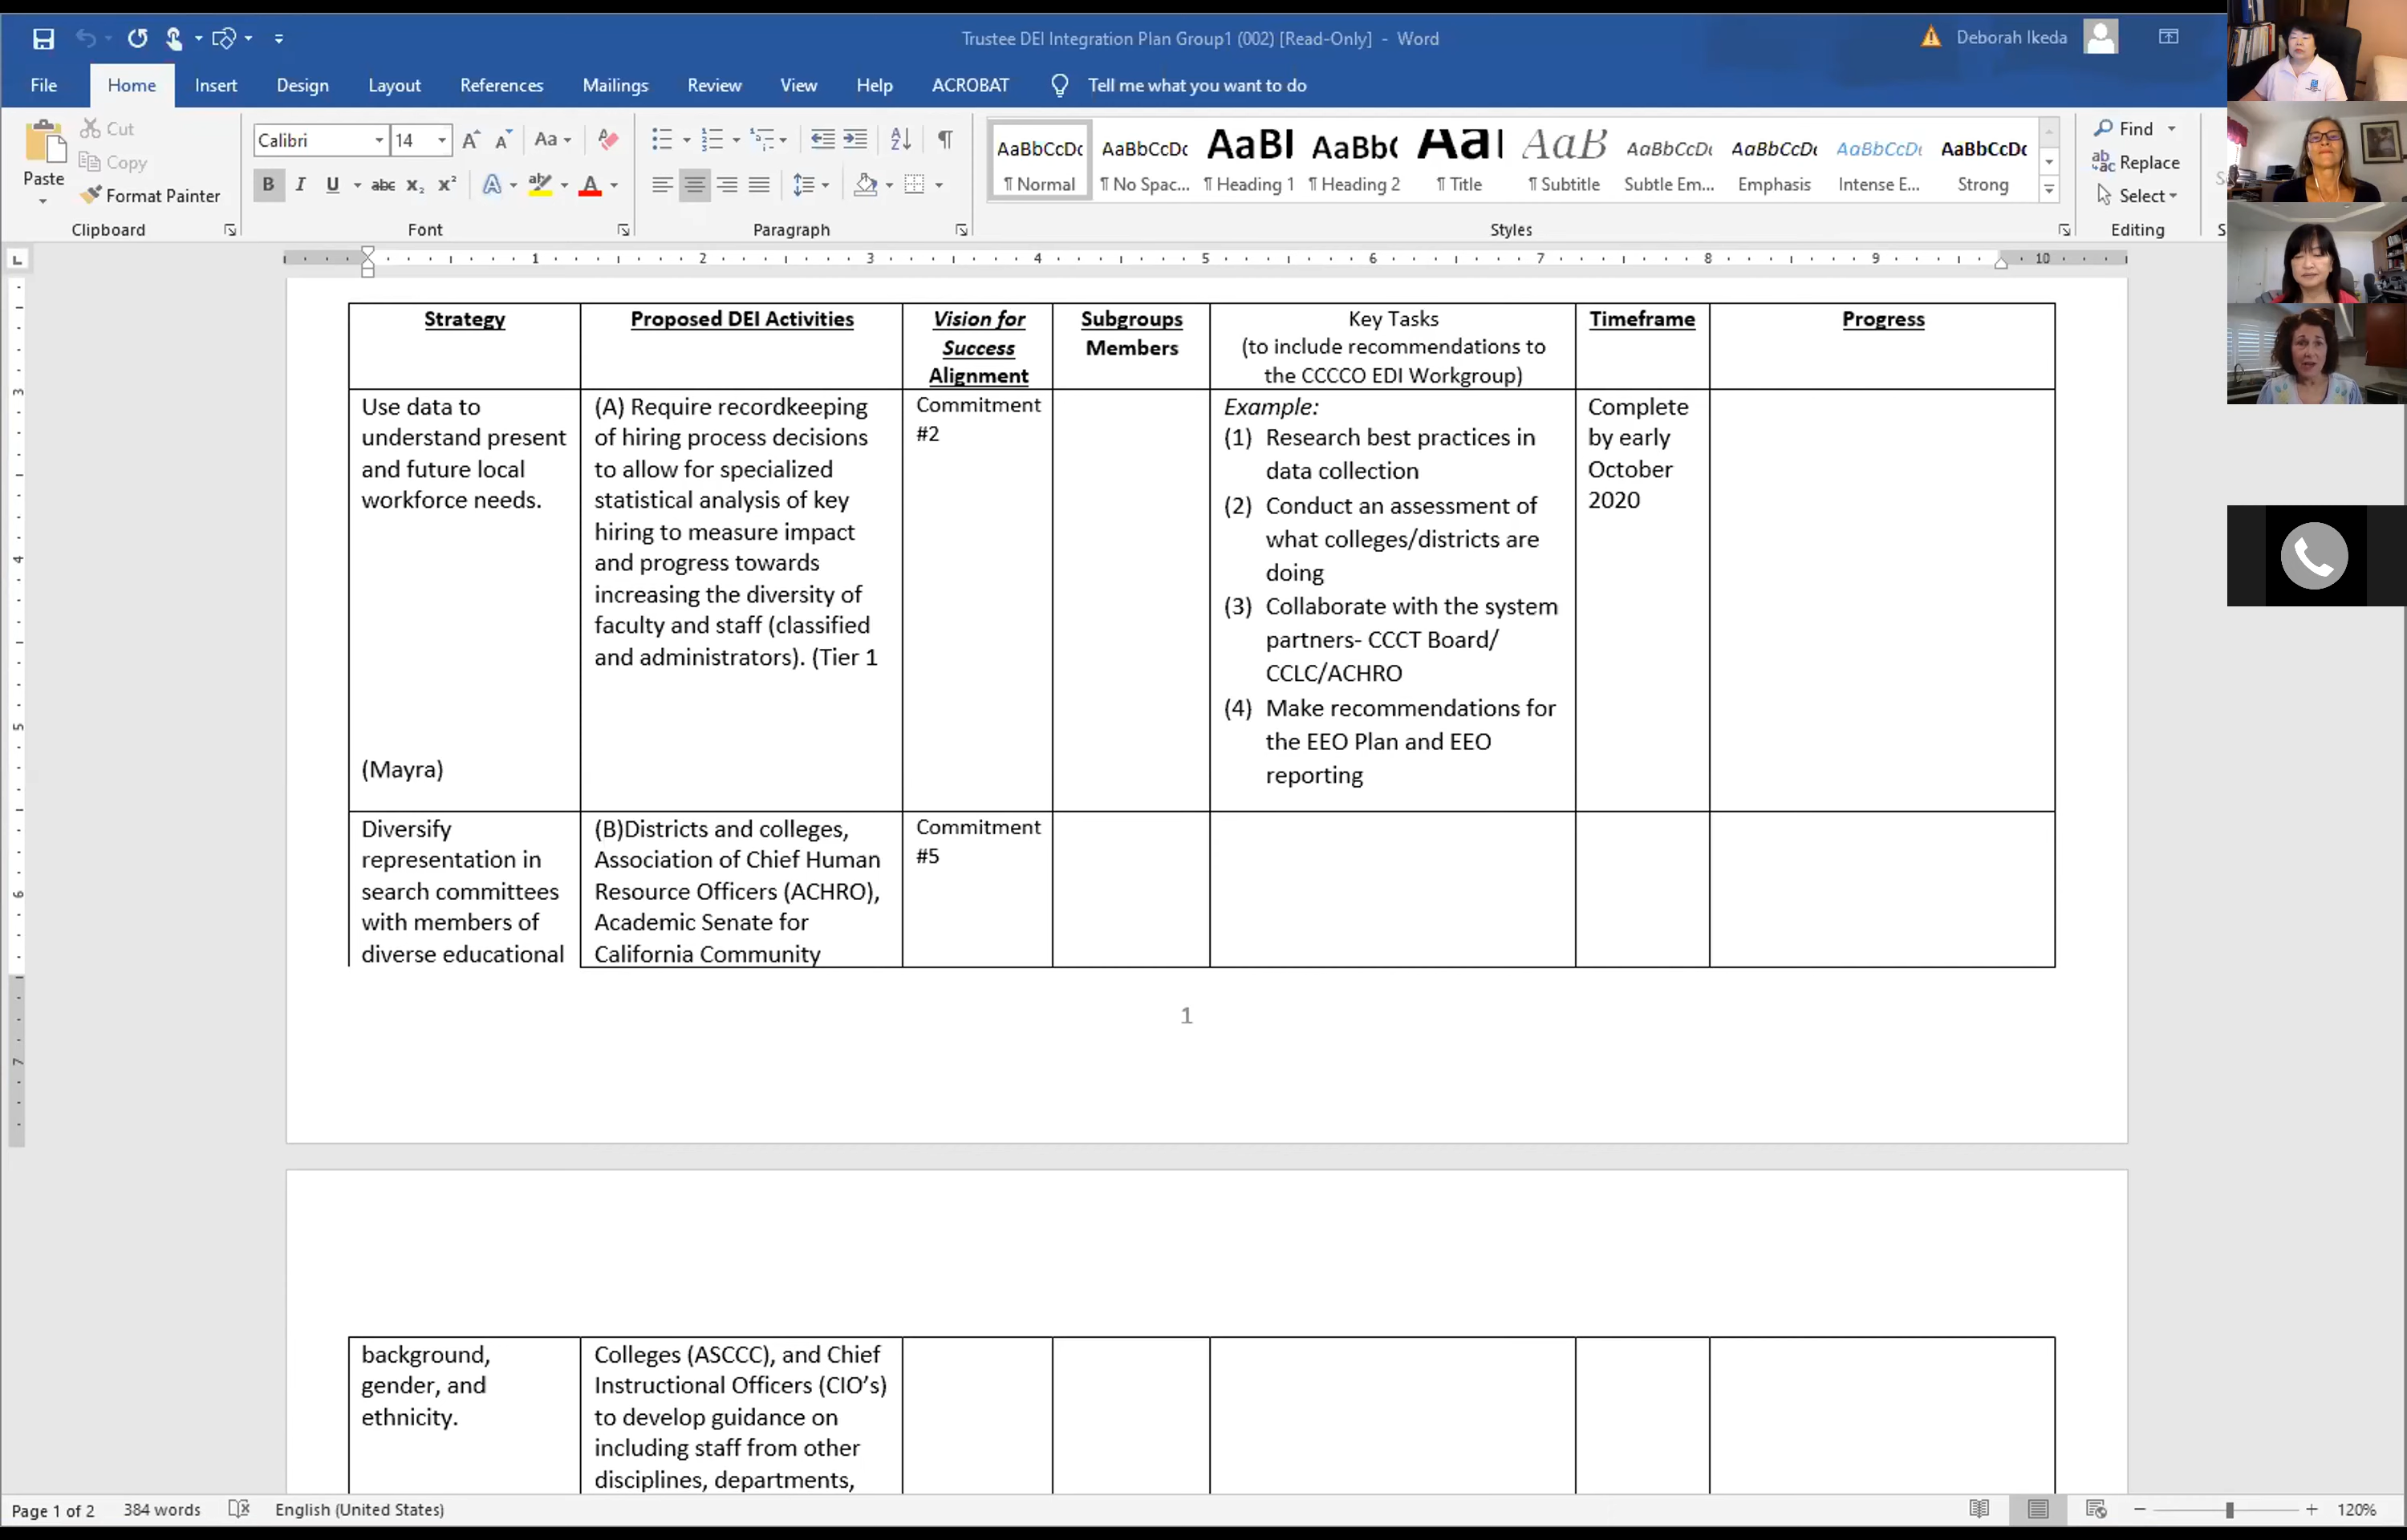 Trustee DEI Integration Plan Group1 (002) [Read-Only] - Word
Deborah Ikeda
File Home Insert Design Layout References Mailings Review View Help ACROBAT Tell me what you want to do
Paste
Cut
Copy
Format Painter
Clipboard
Calibri 14
Font
Paragraph
AaBbCcDc AaBbCcDc AaBl AaBb( Aal AaB AaBbCcDc AaBbCcDc AaBbCcDc AaBbCcDc
¶ Normal ¶ No Spac... ¶ Heading 1 ¶ Heading 2 ¶ Title ¶ Subtitle Subtle Em... Emphasis Intense E... Strong
Styles
Find
Replace
Select
Editing
1 2 3 4 5 6 7 8 9 10
Strategy
Proposed DEI Activities
Vision for
Success
Alignment
Subgroups
Members
Key Tasks
(to include recommendations to
the CCCCO EDI Workgroup)
Timeframe
Progress
Use data to
understand present
and future local
workforce needs.
(Mayra)
(A) Require recordkeeping
of hiring process decisions
to allow for specialized
statistical analysis of key
hiring to measure impact
and progress towards
increasing the diversity of
faculty and staff (classified
and administrators). (Tier 1
Commitment
#2
Example:
(1) Research best practices in
data collection
(2) Conduct an assessment of
what colleges/districts are
doing
(3) Collaborate with the system
partners- CCCT Board/
CCLC/ACHRO
(4) Make recommendations for
the EEO Plan and EEO
reporting
Complete
by early
October
2020
Diversify
representation in
search committees
with members of
diverse educational
(B)Districts and colleges,
Association of Chief Human
Resource Officers (ACHRO),
Academic Senate for
California Community
Commitment
#5
1
background,
gender, and
ethnicity.
Colleges (ASCCC), and Chief
Instructional Officers (CIO’s)
to develop guidance on
including staff from other
disciplines, departments,
Page 1 of 2 384 words English (United States) 120%